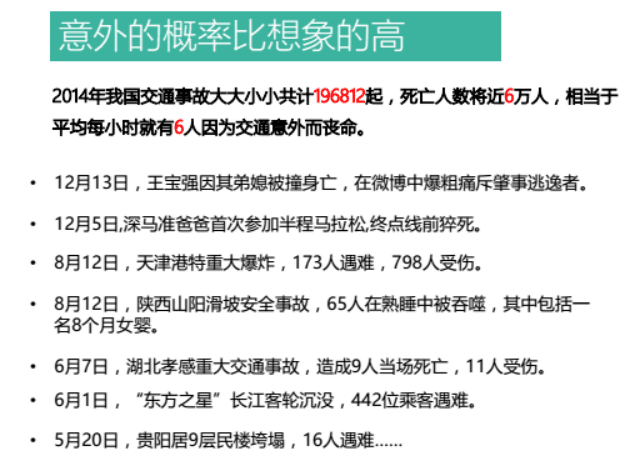 意外的概率比想象的高
2014年我国交通事故大大小小共计196812起，死亡人数将近6万人，相当于
平均每小时就有6人因为交通意外而丧命。
• 12月13日，王宝强因其弟媳被撞身亡，在微博中爆粗痛斥肇事逃逸者。
• 12月5日,深马准爸爸首次参加半程马拉松,终点线前猝死。
• 8月12日，天津港特重大爆炸，173人遇难，798人受伤。
• 8月12日，陕西山阳滑坡安全事故，65人在熟睡中被吞噬，其中包括一
名8个月女婴。
• 6月7日，湖北孝感重大交通事故，造成9人当场死亡，11人受伤。
• 6月1日，“东方之星”长江客轮沉没，442位乘客遇难。
• 5月20日，贵阳居9层民楼垮塌，16人遇难......